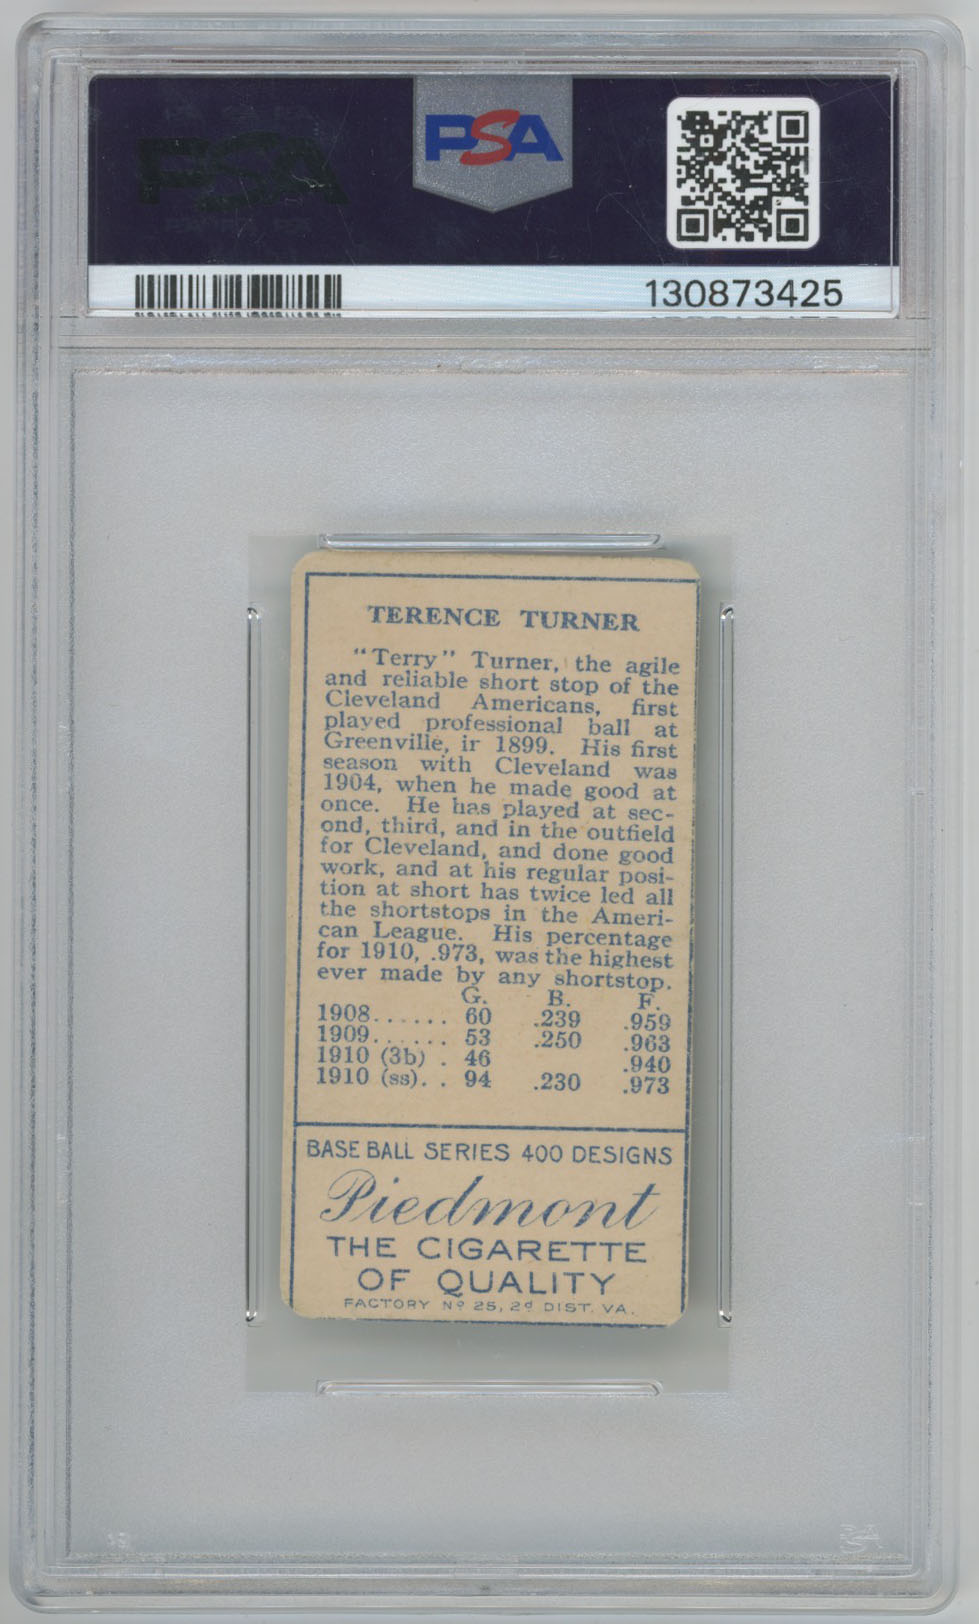 PSA
130873425
TERENCE TURNER
"Terry" Turner, the agile
and reliable short stop of the
Cleveland Americans, first
played professional ball at
Greenville, ir 1899. His first
season with Cleveland was
1904, when he made good at
once. He has played at sec-
ond, third, and in the outfield
for Cleveland, and done good
work, and at his regular posi-
tion at short has twice led all
the shortstops in the Ameri-
can League. His percentage
for 1910, .973, was the highest
ever made by any shortstop.
G. B. F.
1908...... 60 .239 .959
1909...... 53 .250 .963
1910 (3b) . 46 .940
1910 (ss). . 94 .230 .973
BASE BALL SERIES 400 DESIGNS
Piedmont
THE CIGARETTE
OF QUALITY
FACTORY Nº 25, 2d DIST. VA.
PSA